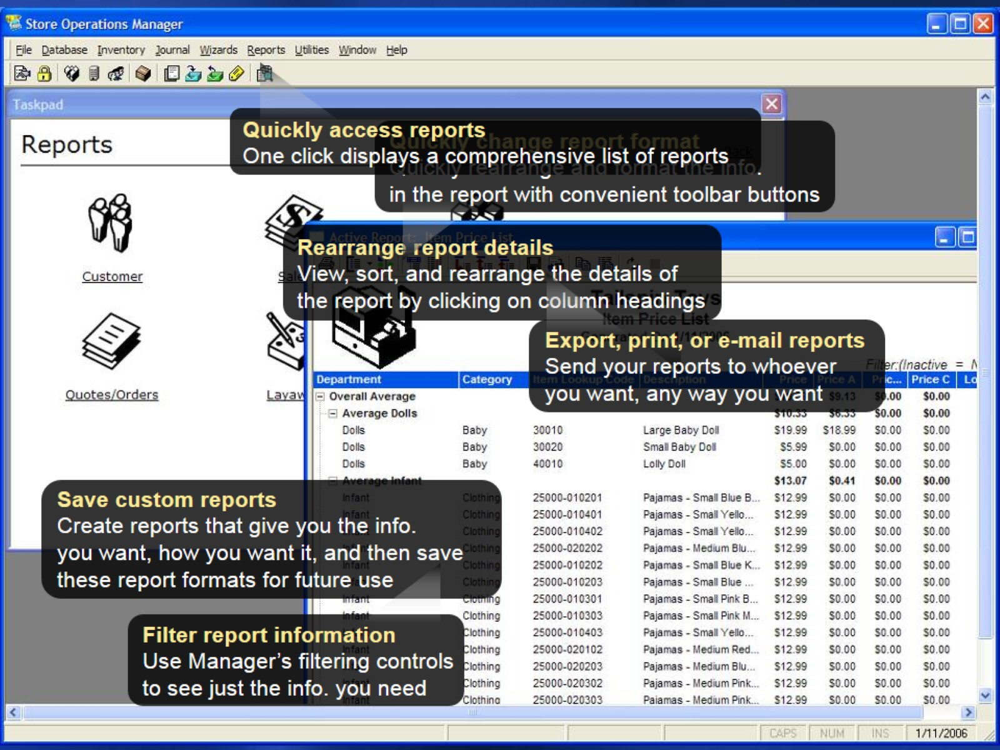 Store Operations Manager
File Database Inventory Journal Wizards Reports Utilities Window Help
Taskpad
Reports
Back
Quickly access reports
One click displays a comprehensive list of reports
Quickly change report format
Quickly rearrange and format the info.
in the report with convenient toolbar buttons
Customer
Quotes/Orders
Active Report: Item Price List
Rearrange report details
View, sort, and rearrange the details of
the report by clicking on column headings
Item Price List
Export, print, or e-mail reports
Send your reports to whoever
you want, any way you want
Filter:(Inactive = N
Department Category Item Lookup Code Description Price Price A Pric... Price C Lo
Overall Average $9.13 $0.00 $0.00
Average Dolls $10.33 $6.33 $0.00 $0.00
Dolls Baby 30010 Large Baby Doll $19.99 $18.99 $0.00 $0.00
Dolls Baby 30020 Small Baby Doll $5.99 $0.00 $0.00 $0.00
Dolls Baby 40010 Lolly Doll $5.00 $0.00 $0.00 $0.00
Average Infant $13.07 $0.41 $0.00 $0.00
Infant Clothing 25000-010201 Pajamas - Small Blue B... $12.99 $0.00 $0.00 $0.00
Infant Clothing 25000-010401 Pajamas - Small Yello... $12.99 $0.00 $0.00 $0.00
Clothing 25000-010402 Pajamas - Small Yello... $12.99 $0.00 $0.00 $0.00
Clothing 25000-020202 Pajamas - Medium Blu... $12.99 $0.00 $0.00 $0.00
Infant Clothing 25000-010202 Pajamas - Small Blue K... $12.99 $0.00 $0.00 $0.00
Clothing 25000-010203 Pajamas - Small Blue ... $12.99 $0.00 $0.00 $0.00
Infant Clothing 25000-010301 Pajamas - Small Pink B... $12.99 $0.00 $0.00 $0.00
Infant Clothing 25000-010303 Pajamas - Small Pink M... $12.99 $0.00 $0.00 $0.00
Clothing 25000-010403 Pajamas - Small Yello... $12.99 $0.00 $0.00 $0.00
Clothing 25000-020102 Pajamas - Medium Red... $12.99 $0.00 $0.00 $0.00
Clothing 25000-020203 Pajamas - Medium Blu... $12.99 $0.00 $0.00 $0.00
Infant Clothing 25000-020302 Pajamas - Medium Pink... $12.99 $0.00 $0.00 $0.00
Infant Clothing 25000-020303 Pajamas - Medium Pink... $12.99 $0.00 $0.00 $0.00
Save custom reports
Create reports that give you the info.
you want, how you want it, and then save
these report formats for future use
Filter report information
Use Manager’s filtering controls
to see just the info. you need
CAPS NUM INS 1/11/2006